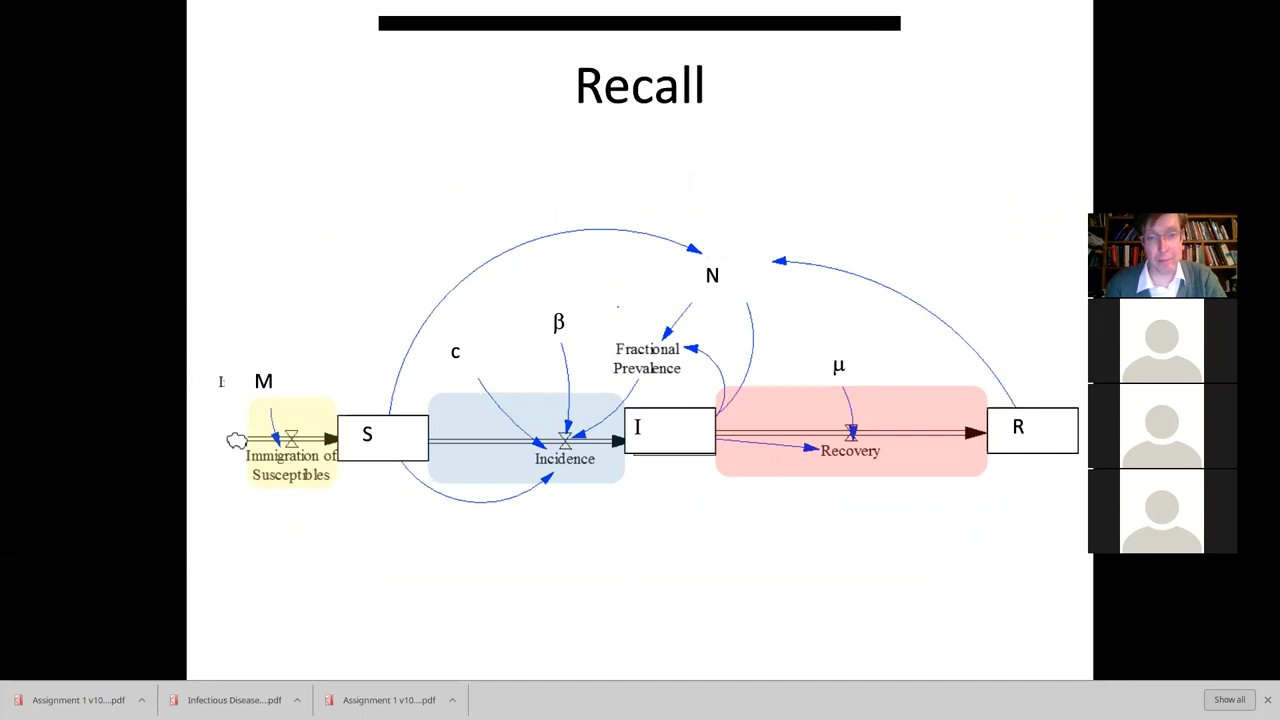 Recall
N
β
c
Fractional
Prevalence
μ
M
S
I
R
Immigration of
Susceptibles
Incidence
Recovery
Assignment 1 v10....pdf
Infectious Disease....pdf
Assignment 1 v10....pdf
Show all